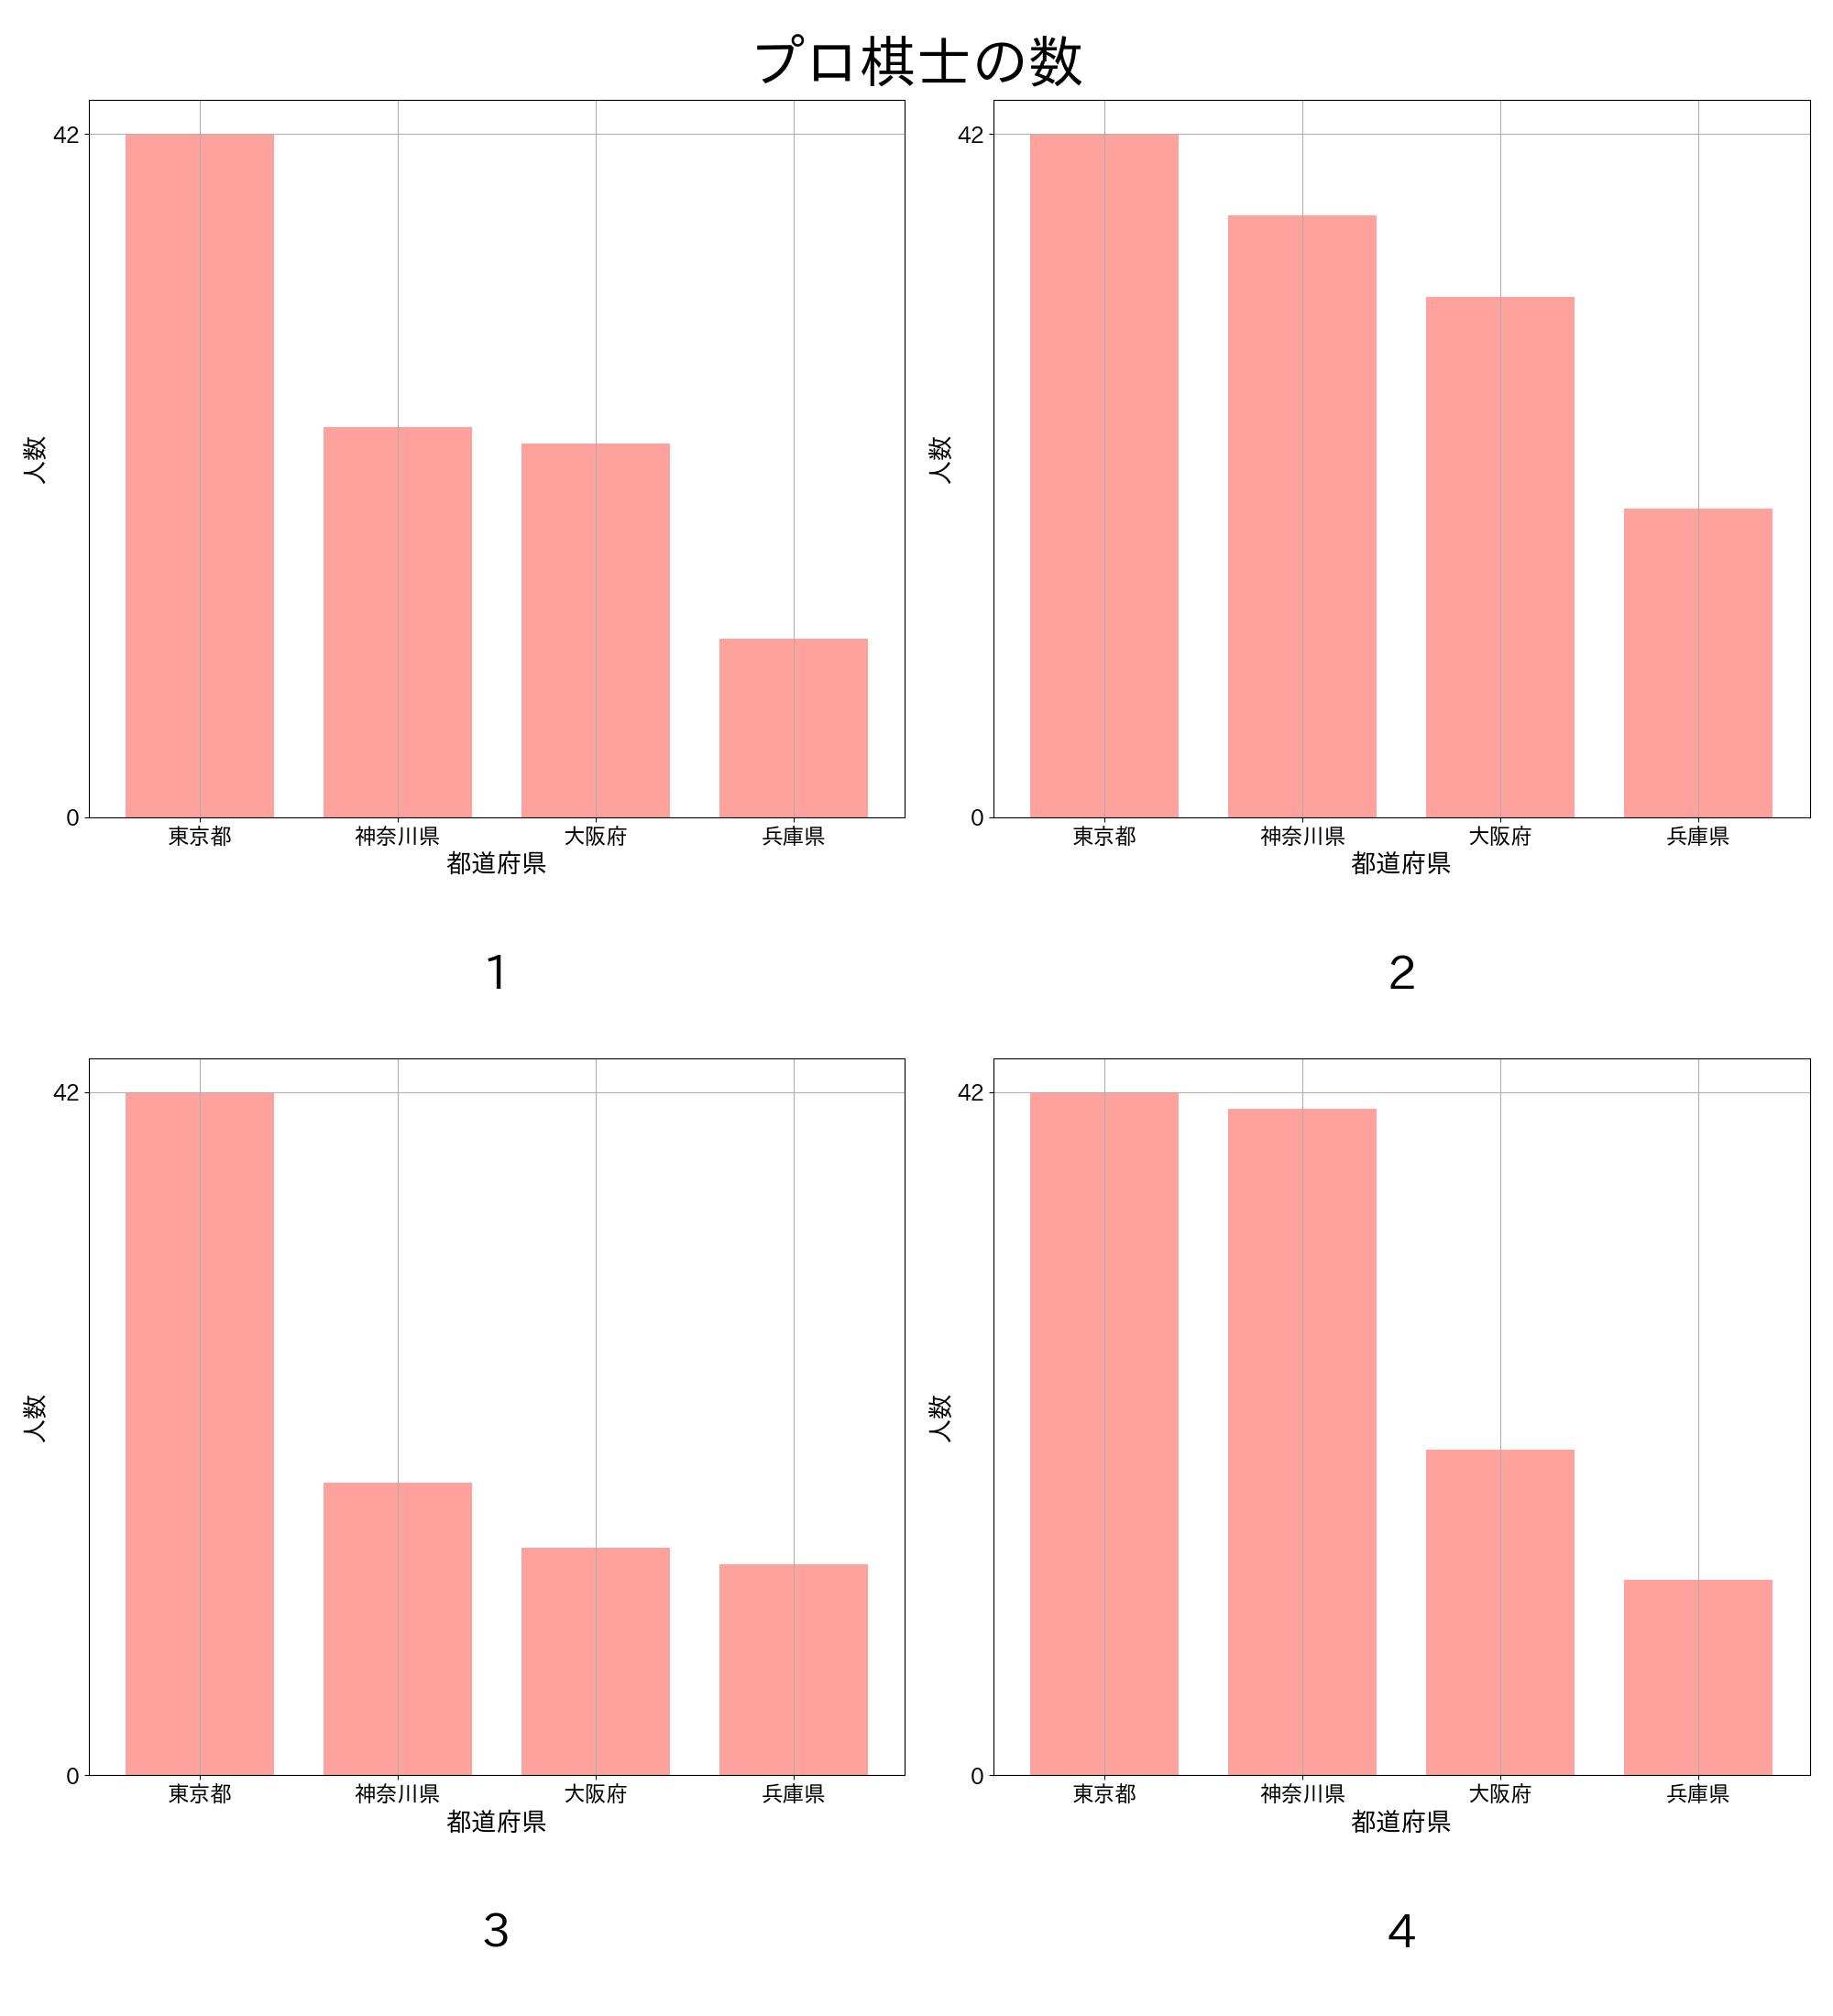 プロ棋士の数
42
人数
0
東京都 神奈川県 大阪府 兵庫県
都道府県
1
42
人数
0
東京都 神奈川県 大阪府 兵庫県
都道府県
2
42
人数
0
東京都 神奈川県 大阪府 兵庫県
都道府県
3
42
人数
0
東京都 神奈川県 大阪府 兵庫県
都道府県
4